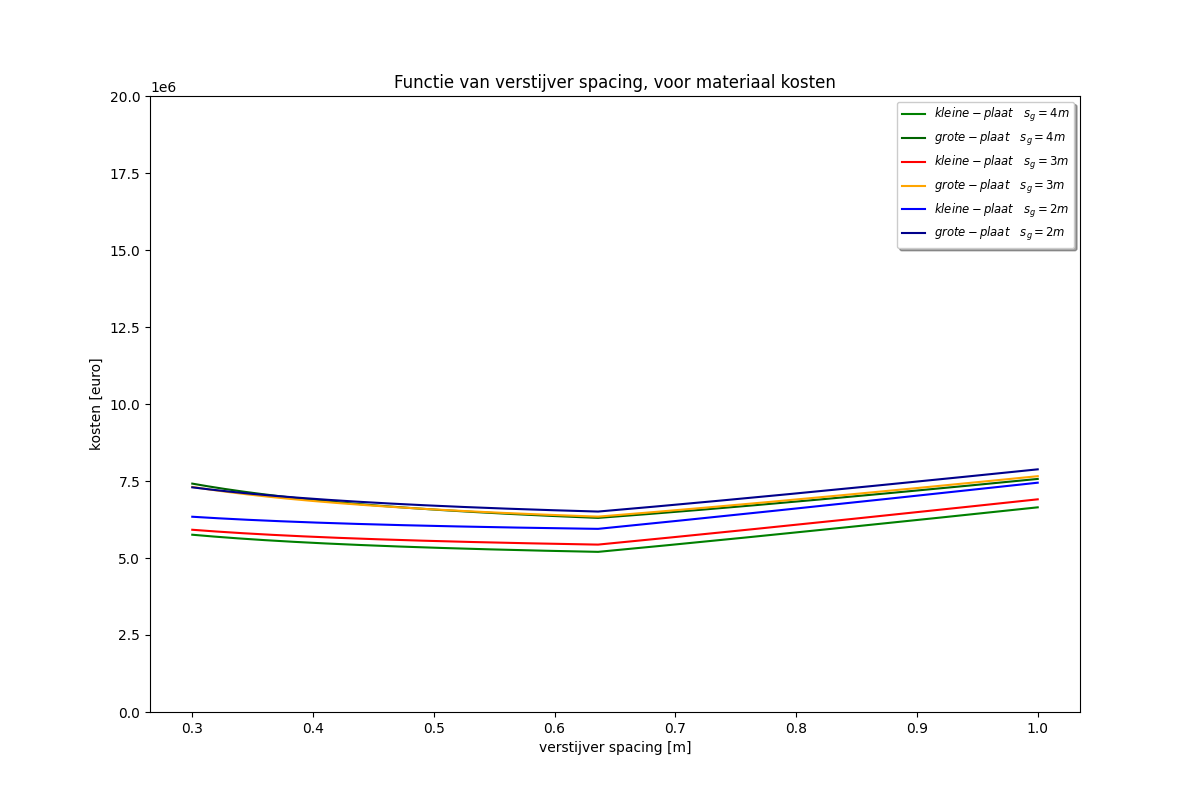 Functie van verstijver spacing, voor materiaal kosten
1e6
20.0
17.5
15.0
12.5
10.0
7.5
5.0
2.5
0.0
kosten [euro]
kleine − plaat s_g = 4m
grote − plaat s_g = 4m
kleine − plaat s_g = 3m
grote − plaat s_g = 3m
kleine − plaat s_g = 2m
grote − plaat s_g = 2m
0.3 0.4 0.5 0.6 0.7 0.8 0.9 1.0
verstijver spacing [m]